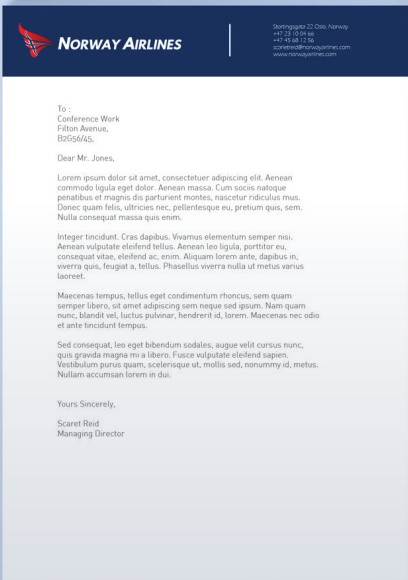 NORWAY AIRLINES
Stortingsgata 22 Oslo, Norway
+47 23 10 04 66
+47 45 68 12 56
scarletreid@norwayairlines.com
www.norwayairlines.com
To :
Conference Work
Filton Avenue,
B2G56/45,
Dear Mr. Jones,
Lorem ipsum dolor sit amet, consectetuer adipiscing elit. Aenean
commodo ligula eget dolor. Aenean massa. Cum sociis natoque
penatibus et magnis dis parturient montes, nascetur ridiculus mus.
Donec quam felis, ultricies nec, pellentesque eu, pretium quis, sem.
Nulla consequat massa quis enim.
Integer tincidunt. Cras dapibus. Vivamus elementum semper nisi.
Aenean vulputate eleifend tellus. Aenean leo ligula, porttitor eu,
consequat vitae, eleifend ac, enim. Aliquam lorem ante, dapibus in,
viverra quis, feugiat a, tellus. Phasellus viverra nulla ut metus varius
laoreet.
Maecenas tempus, tellus eget condimentum rhoncus, sem quam
semper libero, sit amet adipiscing sem neque sed ipsum. Nam quam
nunc, blandit vel, luctus pulvinar, hendrerit id, lorem. Maecenas nec odio
et ante tincidunt tempus.
Sed consequat, leo eget bibendum sodales, augue velit cursus nunc,
quis gravida magna mi a libero. Fusce vulputate eleifend sapien.
Vestibulum purus quam, scelerisque ut, mollis sed, nonummy id, metus.
Nullam accumsan lorem in dui.
Yours Sincerely,
Scaret Reid
Managing Director